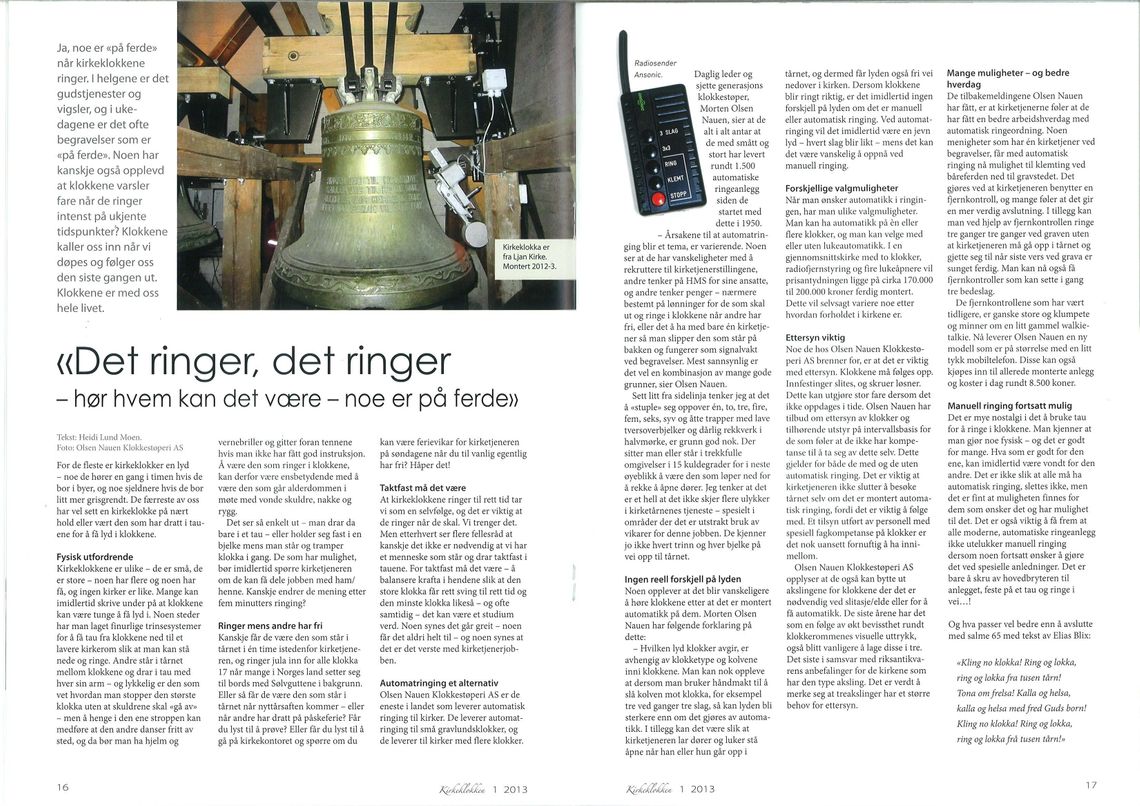 Ja, noe er «på ferde»
når kirkeklokkene
ringer. I helgene er det
gudstjenester og
vigsler, og i uke-
dagene er det ofte
begravelser som er
«på ferde». Noen har
kanskje også opplevd
at klokkene varsler
fare når de ringer
intenst på ukjente
tidspunkter? Klokkene
kaller oss inn når vi
døpes og følger oss
den siste gangen ut.
Klokkene er med oss
hele livet.
Kirkeklokka er
fra Ljan Kirke.
Montert 2012-3.
«Det ringer, det ringer
– hør hvem kan det være – noe er på ferde»
Tekst: Heidi Lund Moen.
Foto: Olsen Nauen Klokkestøperi AS
For de fleste er kirkeklokker en lyd
– noe de hører en gang i timen hvis de
bor i byer, og noe sjeldnere hvis de bor
litt mer grisgrendt. De færreste av oss
har vel sett en kirkeklokke på nært
hold eller vært den som har dratt i tau-
ene for å få lyd i klokkene.
Fysisk utfordrende
Kirkeklokkene er ulike – de er små, de
er store – noen har flere og noen har
få, og ingen kirker er like. Mange kan
imidlertid skrive under på at klokkene
kan være tunge å få lyd i. Noen steder
har man laget finurlige trinsesystemer
for å få tau fra klokkene ned til et
lavere kirkerom slik at man kan stå
nede og ringe. Andre står i tårnet
mellom klokkene og drar i tau med
hver sin arm – og lykkelig er den som
vet hvordan man stopper den største
klokka uten at skuldrene skal «gå av»
– men å henge i den ene stroppen kan
medføre at den andre danser fritt av
sted, og da bør man ha hjelm og
vernebriller og gitter foran tennene
hvis man ikke har fått god instruksjon.
Å være den som ringer i klokkene,
kan derfor være ensbetydende med å
være den som går alderdommen i
møte med vonde skuldre, nakke og
rygg.
Det ser så enkelt ut – man drar da
bare i et tau – eller holder seg fast i en
bjelke mens man står og tramper
klokka i gang. De som har mulighet,
bør imidlertid spørre kirketjeneren
om de kan få dele jobben med ham/
henne. Kanskje endrer de mening etter
fem minutters ringing?
Ringer mens andre har fri
Kanskje får de være den som står i
tårnet i én time istedenfor kirketjene-
ren, og ringer jula inn for alle klokka
17 når mange i Norges land setter seg
til bords med Sølvguttene i bakgrunn.
Eller så får de være den som står i
tårnet når nyttårsaften kommer – eller
når andre har dratt på påskeferie? Får
du lyst til å prøve? Eller får du lyst til å
gå på kirkekontoret og spørre om du
kan være ferievikar for kirketjeneren
på søndagene når du til vanlig egentlig
har fri? Håper det!
Taktfast må det være
At kirkeklokkene ringer til rett tid tar
vi som en selvfølge, og det er viktig at
de ringer når de skal. Vi trenger det.
Men etterhvert ser flere fellesråd at
kanskje det ikke er nødvendig at vi har
et menneske som står og drar taktfast i
tauene. For taktfast må det være – å
balansere krafta i hendene slik at den
store klokka får rett sving til rett tid og
den minste klokka likeså – og ofte
samtidig – det kan være et studium
verd. Noen synes det går greit – noen
får det aldri helt til – og noen synes at
det er det verste med kirketjenerjob-
ben.
Automatringing et alternativ
Olsen Nauen Klokkestøperi AS er de
eneste i landet som leverer automatisk
ringing til kirker. De leverer automat-
ringing til små gravlundsklokker, og
de leverer til kirker med flere klokker.
16
Kirkeklokken 1 2013
Radiosender
Ansonic.
3 SLAG
3x3
RING
KLEMT
STOPP
Daglig leder og
sjette generasjons
klokkestøper,
Morten Olsen
Nauen, sier at de
alt i alt antar at
de med smått og
stort har levert
rundt 1.500
automatiske
ringeanlegg
siden de
startet med
dette i 1950.
– Årsakene til at automatrin-
ging blir et tema, er varierende. Noen
ser at de har vanskeligheter med å
rekruttere til kirketjenerstillingene,
andre tenker på HMS for sine ansatte,
og andre tenker penger – nærmere
bestemt på lønninger for de som skal
ut og ringe i klokkene når andre har
fri, eller det å ha med bare én kirketje-
ner så man slipper den som står på
bakken og fungerer som signalvakt
ved begravelser. Mest sannsynlig er
det vel en kombinasjon av mange gode
grunner, sier Olsen Nauen.
Sett litt fra sidelinja tenker jeg at det
å «stuple» seg oppover én, to, tre, fire,
fem, seks, syv og åtte trapper med lave
tverrsoverbjelker og dårlig rekkverk i
halvmørke, er grunn god nok. Der
sitter man eller står i trekkfulle
omgivelser i 15 kuldegrader for i neste
øyeblikk å være den som løper ned for
å rekke å åpne dører. Jeg tenker at det
er et hell at det ikke skjer flere ulykker
i kirketårnenes tjeneste – spesielt i
områder der det er utstrakt bruk av
vikarer for denne jobben. De kjenner
jo ikke hvert trinn og hver bjelke på
vei opp til tårnet.
Ingen reell forskjell på lyden
Noen opplever at det blir vanskeligere
å høre klokkene etter at det er montert
automatikk på dem. Morten Olsen
Nauen har følgende forklaring på
dette:
– Hvilken lyd klokker avgir, er
avhengig av klokketype og kolvene
inni klokkene. Man kan nok oppleve
at dersom man bruker håndmakt til å
slå kolven mot klokka, for eksempel
tre ved ganger tre slag, så kan lyden bli
sterkere enn om det gjøres av automa-
tikk. I tillegg kan det være slik at
kirketjeneren lar dører og luker stå
åpne når han eller hun går opp i
tårnet, og dermed får lyden også fri vei
nedover i kirken. Dersom klokkene
blir ringt riktig, er det imidlertid ingen
forskjell på lyden om det er manuell
eller automatisk ringing. Ved automat-
ringing vil det imidlertid være en jevn
lyd – hvert slag blir likt – mens det kan
det være vanskelig å oppnå ved
manuell ringing.
Forskjellige valgmuligheter
Når man ønsker automatikk i ringin-
gen, har man ulike valgmuligheter.
Man kan ha automatikk på én eller
flere klokker, og man kan velge med
eller uten lukeautomatikk. I en
gjennomsnittskirke med to klokker,
radiofjernstyring og fire lukeåpnere vil
prisantydningen ligge på cirka 170.000
til 200.000 kroner ferdig montert.
Dette vil selvsagt variere noe etter
hvordan forholdet i kirkene er.
Ettersyn viktig
Noe de hos Olsen Nauen Klokkestø-
peri AS brenner for, er at det er viktig
med ettersyn. Klokkene må følges opp.
Innfestinger slites, og skruer løsner.
Dette kan utgjøre stor fare dersom det
ikke oppdages i tide. Olsen Nauen har
tilbud om ettersyn av klokker og
tilhørende utstyr på intervallsbasis for
de som føler at de ikke har kompe-
tanse til å ta seg av dette selv. Dette
gjelder for både de med og de uten
automatisk ringing. Det er viktig at
kirketjeneren ikke slutter å besøke
tårnet selv om det er montert automa-
tisk ringing, fordi det er viktig å følge
med. Et tilsyn utført av personell med
spesiell fagkompetanse på klokker er
det nok uansett fornuftig å ha inni-
mellom.
Olsen Nauen Klokkestøperi AS
opplyser at de også kan bytte ut
akslingene for klokkene der det er
nødvendig ved slitasje/elde eller for å
få automatikk. De siste årene har det
som en følge av økt bevissthet rundt
klokkerommenes visuelle uttrykk,
også blitt vanligere å lage disse i tre.
Det siste i samsvar med riksantikva-
rens anbefalinger for de kirkene som
har den type aksling. Det er verdt å
merke seg at treakslinger har et større
behov for ettersyn.
Mange muligheter – og bedre
hverdag
De tilbakemeldingene Olsen Nauen
har fått, er at kirketjenerne føler at de
har fått en bedre arbeidshverdag med
automatisk ringeordning. Noen
menigheter som har én kirketjener ved
begravelser, får med automatisk
ringing nå mulighet til klemting ved
båreferden ned til gravstedet. Det
gjøres ved at kirketjeneren benytter en
fjernkontroll, og mange føler at det gir
en mer verdig avslutning. I tillegg kan
man ved hjelp av fjernkontrollen ringe
tre ganger tre ganger ved graven uten
at kirketjeneren må gå opp i tårnet og
gjette seg til når siste vers ved grava er
sunget ferdig. Man kan nå også få
fjernkontroller som kan sette i gang
tre bedeslag.
De fjernkontrollene som har vært
tidligere, er ganske store og klumpete
og minner om en litt gammel walkie-
talkie. Nå leverer Olsen Nauen en ny
modell som er på størrelse med en litt
tykk mobiltelefon. Disse kan også
kjøpes inn til allerede monterte anlegg
og koster i dag rundt 8.500 koner.
Manuell ringing fortsatt mulig
Det er mye nostalgi i det å bruke tau
for å ringe i klokkene. Man kjenner at
man gjør noe fysisk – og det er godt
for mange. Hva som er godt for den
ene, kan imidlertid være vondt for den
andre. Det er ikke slik at alle må ha
automatisk ringing, slettes ikke, men
det er fint at muligheten finnes for
dem som ønsker det og har mulighet
til det. Det er også viktig å få frem at
alle moderne, automatiske ringeanlegg
ikke utelukker manuell ringing
dersom noen fortsatt ønsker å gjøre
det ved spesielle anledninger. Det er
bare å skru av hovedbryteren til
anlegget, feste på et tau og ringe i
vei…!
Og hva passer vel bedre enn å avslutte
med salme 65 med tekst av Elias Blix:
«Kling no klokka! Ring og lokka,
ring og lokka fra tusen tårn!
Tona om frelsa! Kalla og helsa,
kalla og helsa med fred Guds born!
Kling no klokka! Ring og lokka,
ring og lokka frå tusen tårn!»
Kirkeklokken 1 2013
17